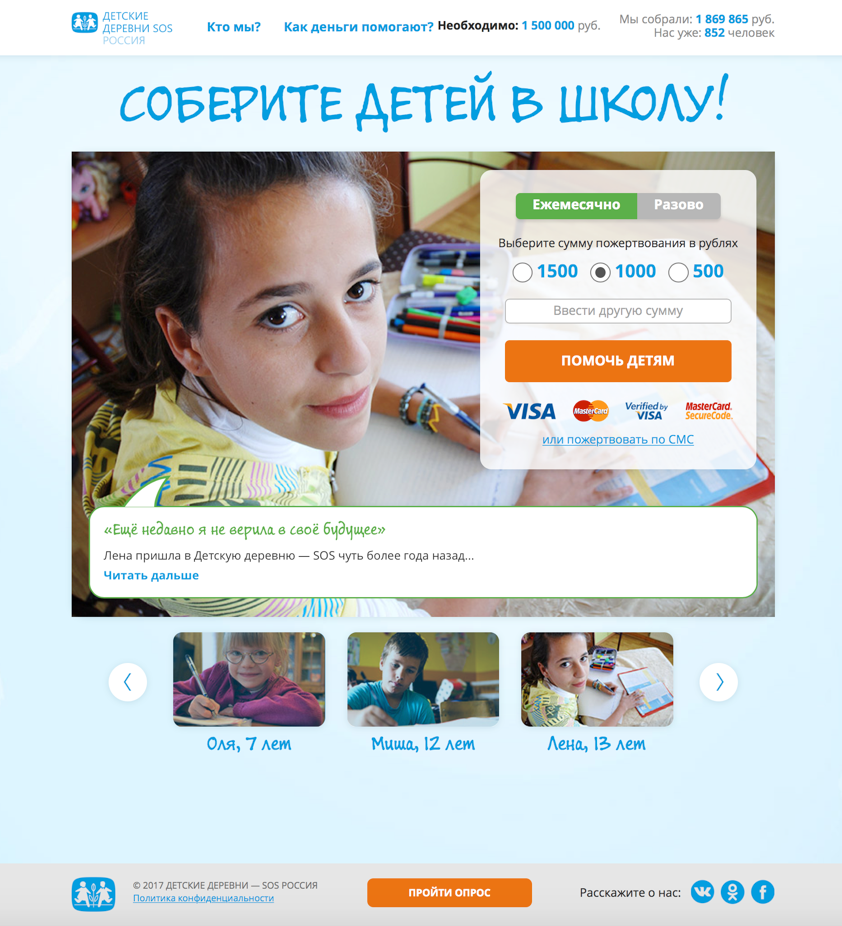 ДЕТСКИЕ
ДЕРЕВНИ SOS
РОССИЯ
Кто мы?
Как деньги помогают?
Необходимо: 1 500 000 руб.
Мы собрали: 1 869 865 руб.
Нас уже: 852 человек
СОБЕРИТЕ ДЕТЕЙ В ШКОЛУ!
Ежемесячно
Разово
Выберите сумму пожертвования в рублях
1500 1000 500
Ввести другую сумму
ПОМОЧЬ ДЕТЯМ
VISA
MasterCard
Verified by
VISA
MasterCard.
SecureCode.
или пожертвовать по СМС
«Ещё недавно я не верила в своё будущее»
Лена пришла в Детскую деревню — SOS чуть более года назад...
Читать дальше
Оля, 7 лет
Миша, 12 лет
Лена, 13 лет
© 2017 ДЕТСКИЕ ДЕРЕВНИ — SOS РОССИЯ
Политика конфиденциальности
ПРОЙТИ ОПРОС
Расскажите о нас: